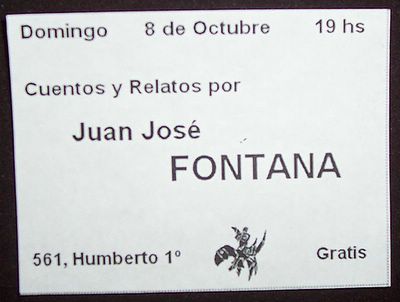 Domingo 8 de Octubre 19 hs
Cuentos y Relatos por
Juan José
FONTANA
561, Humberto 1º Gratis